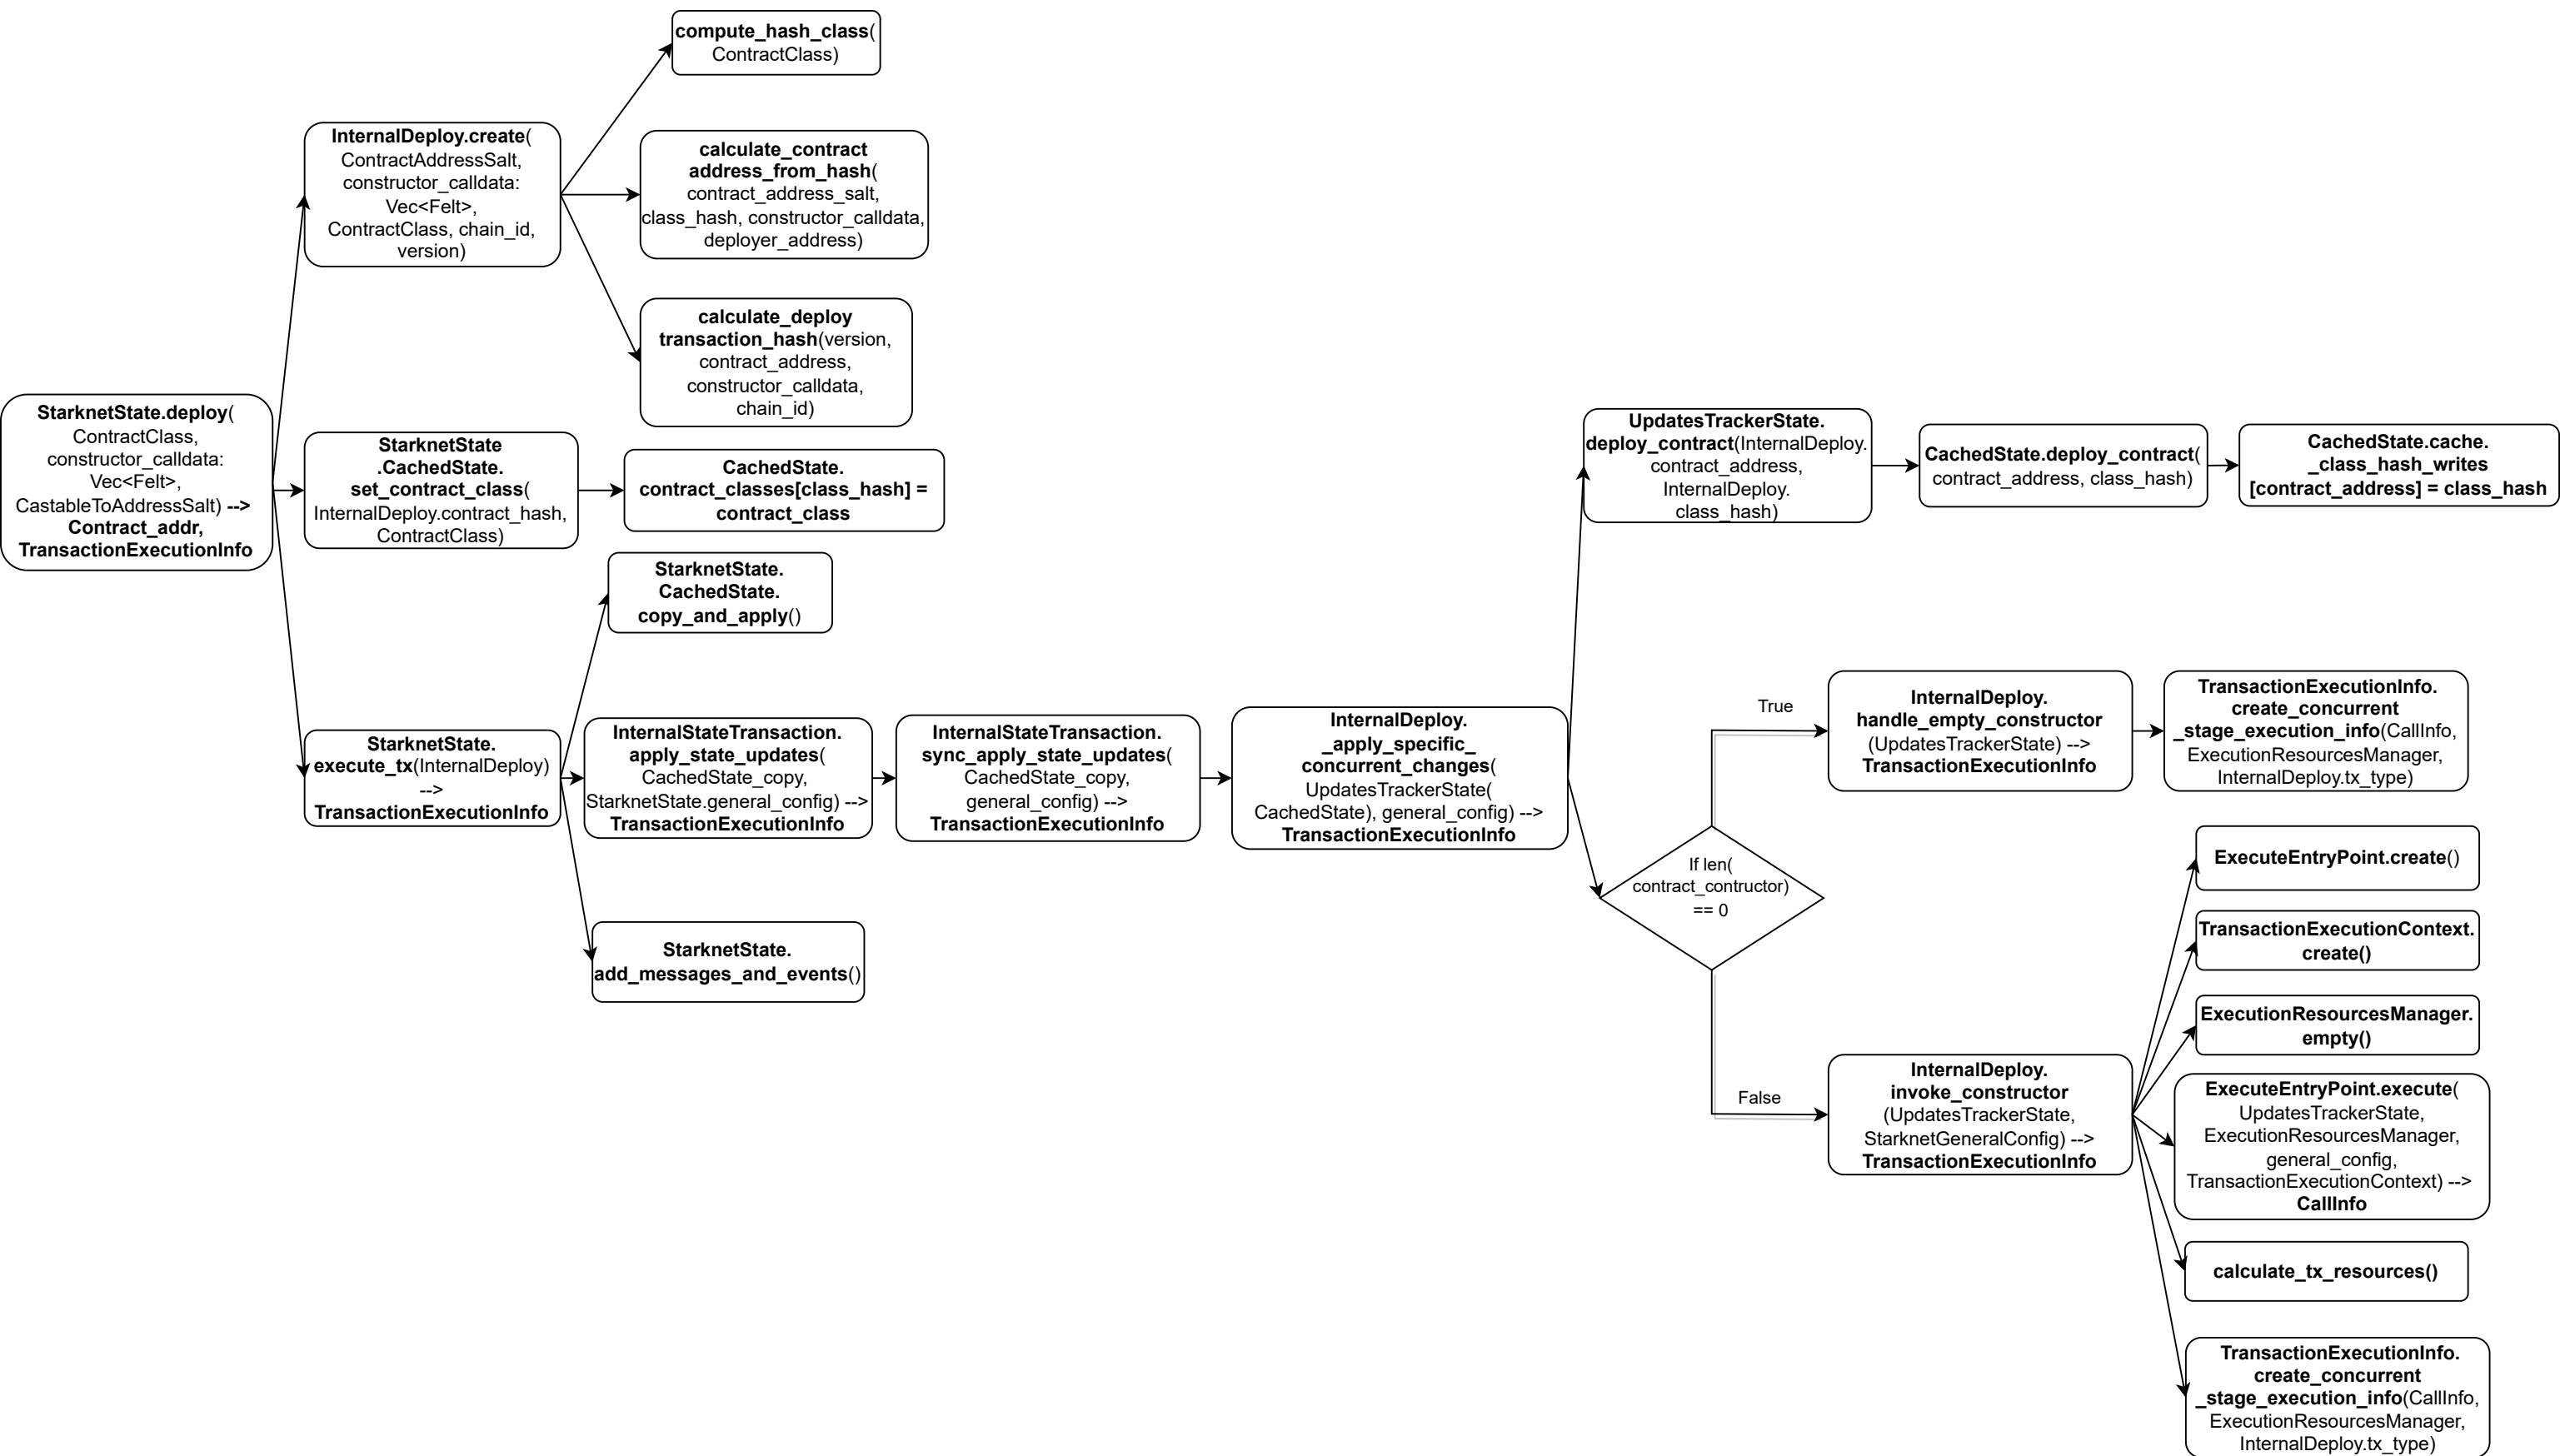 compute_hash_class(
ContractClass)
InternalDeploy.create(
ContractAddressSalt,
constructor_calldata:
Vec<Felt>,
ContractClass, chain_id,
version)
calculate_contract
address_from_hash(
contract_address_salt,
class_hash, constructor_calldata,
deployer_address)
calculate_deploy
transaction_hash(version,
contract_address,
constructor_calldata,
chain_id)
StarknetState.deploy(
ContractClass,
constructor_calldata:
Vec<Felt>,
CastableToAddressSalt) -->
Contract_addr,
TransactionExecutionInfo
StarknetState
.CachedState.
set_contract_class(
InternalDeploy.contract_hash,
ContractClass)
CachedState.
contract_classes[class_hash] =
contract_class
StarknetState.
CachedState.
copy_and_apply()
StarknetState.
execute_tx(InternalDeploy)
-->
TransactionExecutionInfo
InternalStateTransaction.
apply_state_updates(
CachedState_copy,
StarknetState.general_config) -->
TransactionExecutionInfo
InternalStateTransaction.
sync_apply_state_updates(
CachedState_copy,
general_config) -->
TransactionExecutionInfo
InternalDeploy.
_apply_specific_
concurrent_changes(
UpdatesTrackerState(
CachedState), general_config) -->
TransactionExecutionInfo
StarknetState.
add_messages_and_events()
UpdatesTrackerState.
deploy_contract(InternalDeploy.
contract_address,
InternalDeploy.
class_hash)
CachedState.deploy_contract(
contract_address, class_hash)
CachedState.cache.
_class_hash_writes
[contract_address] = class_hash
If len(
contract_contructor)
== 0
True
InternalDeploy.
handle_empty_constructor
(UpdatesTrackerState) -->
TransactionExecutionInfo
TransactionExecutionInfo.
create_concurrent
_stage_execution_info(CallInfo,
ExecutionResourcesManager,
InternalDeploy.tx_type)
False
InternalDeploy.
invoke_constructor
(UpdatesTrackerState,
StarknetGeneralConfig) -->
TransactionExecutionInfo
ExecuteEntryPoint.create()
TransactionExecutionContext.
create()
ExecutionResourcesManager.
empty()
ExecuteEntryPoint.execute(
UpdatesTrackerState,
ExecutionResourcesManager,
general_config,
TransactionExecutionContext) -->
CallInfo
calculate_tx_resources()
TransactionExecutionInfo.
create_concurrent
_stage_execution_info(CallInfo,
ExecutionResourcesManager,
InternalDeploy.tx_type)